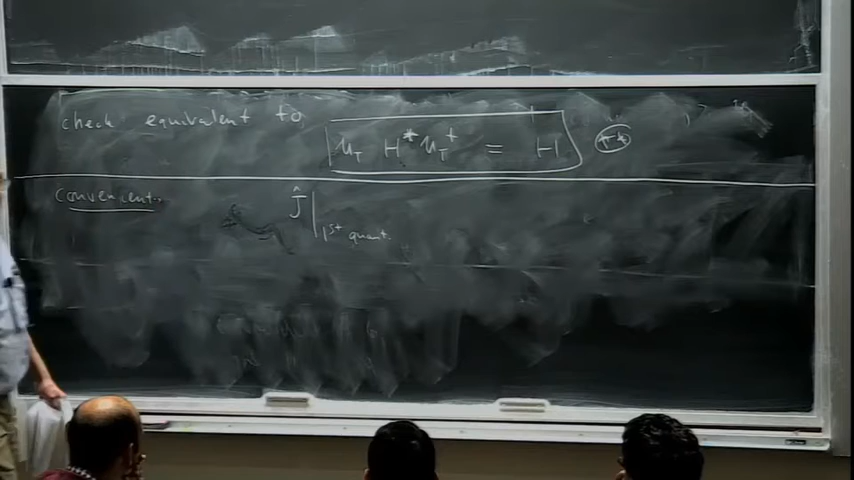 check equivalent to U_T H^* U_T^† = H (**)
Convenient Ĵ|_{1st quant.}